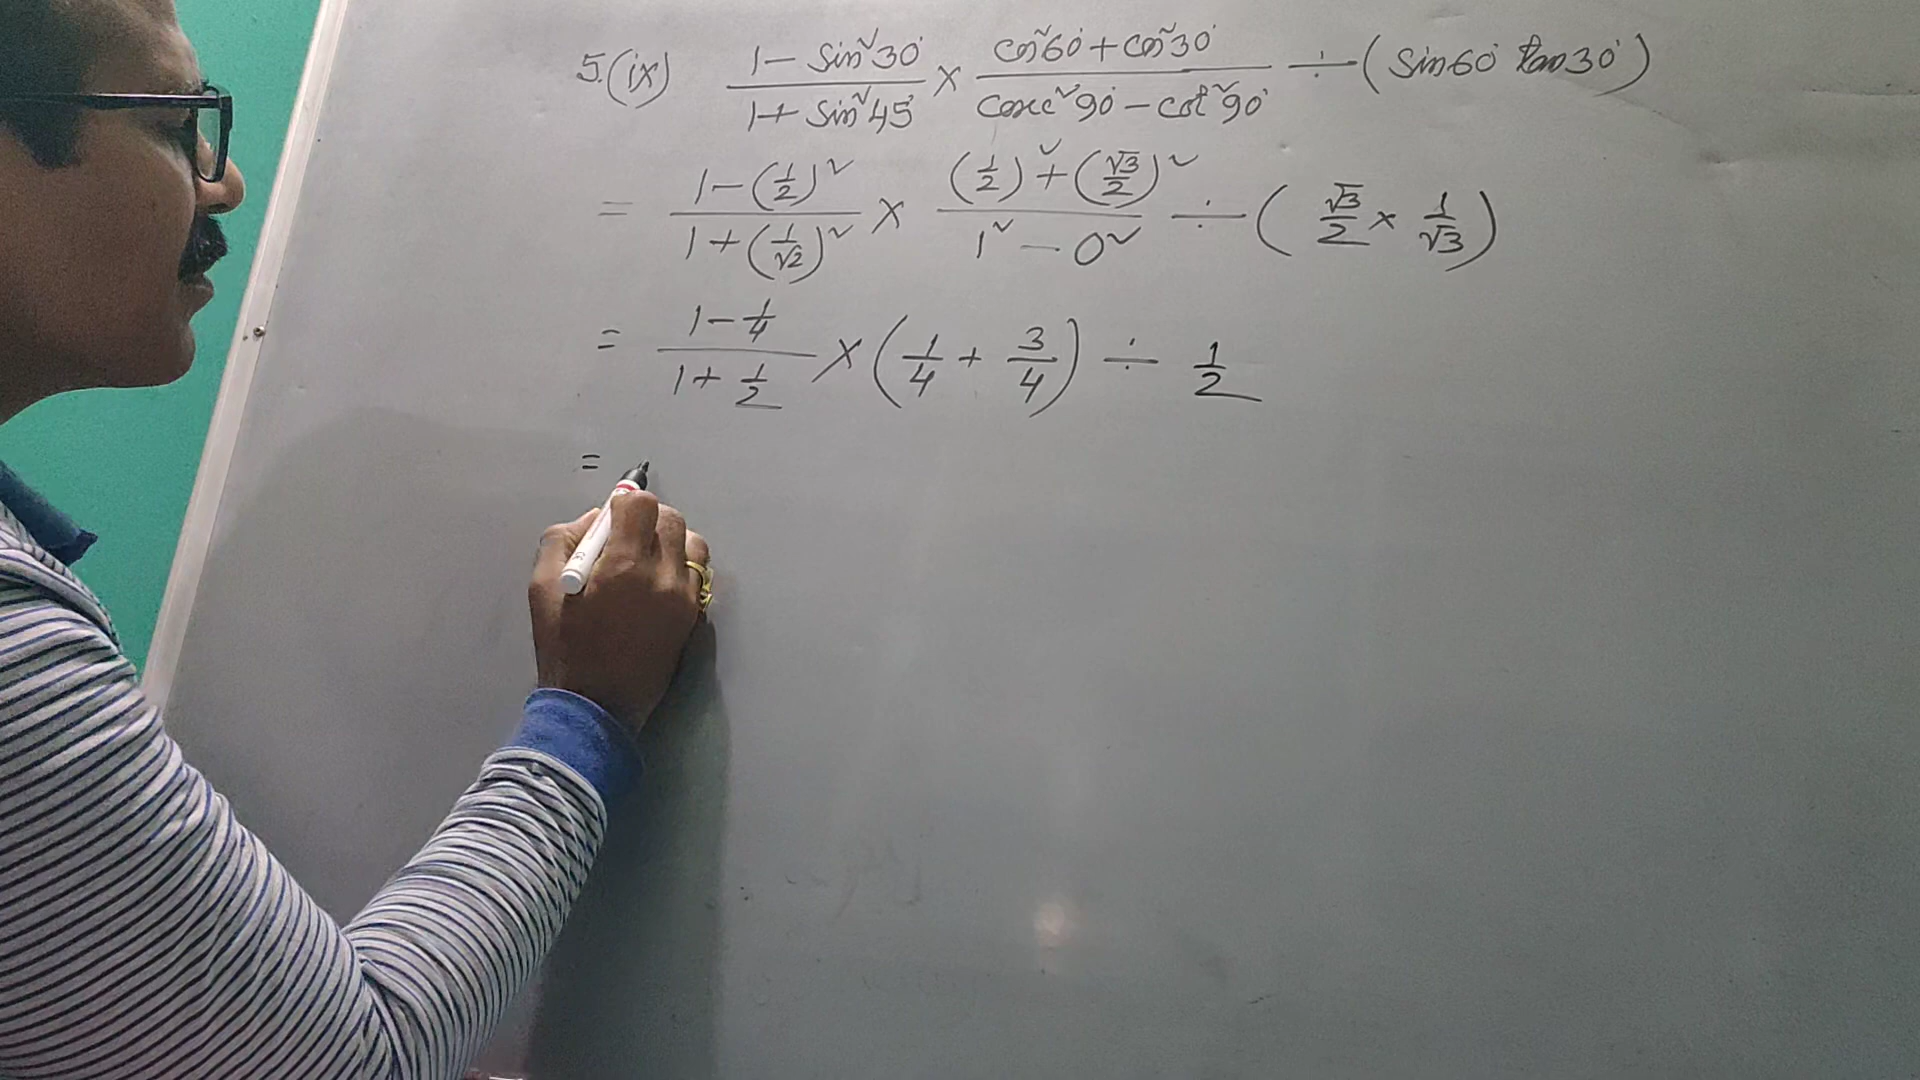 5.(ix) (1 - sin²30°)/(1 + sin²45°) × (cos²60° + cos²30°)/(cosec²90° - cot²90°) ÷ (sin60° tan30°)
= (1 - (1/2)²)/(1 + (1/√2)²) × ((1/2)² + (√3/2)²)/(1² - 0²) ÷ (√3/2 × 1/√3)
= (1 - 1/4)/(1 + 1/2) × (1/4 + 3/4) ÷ 1/2
=